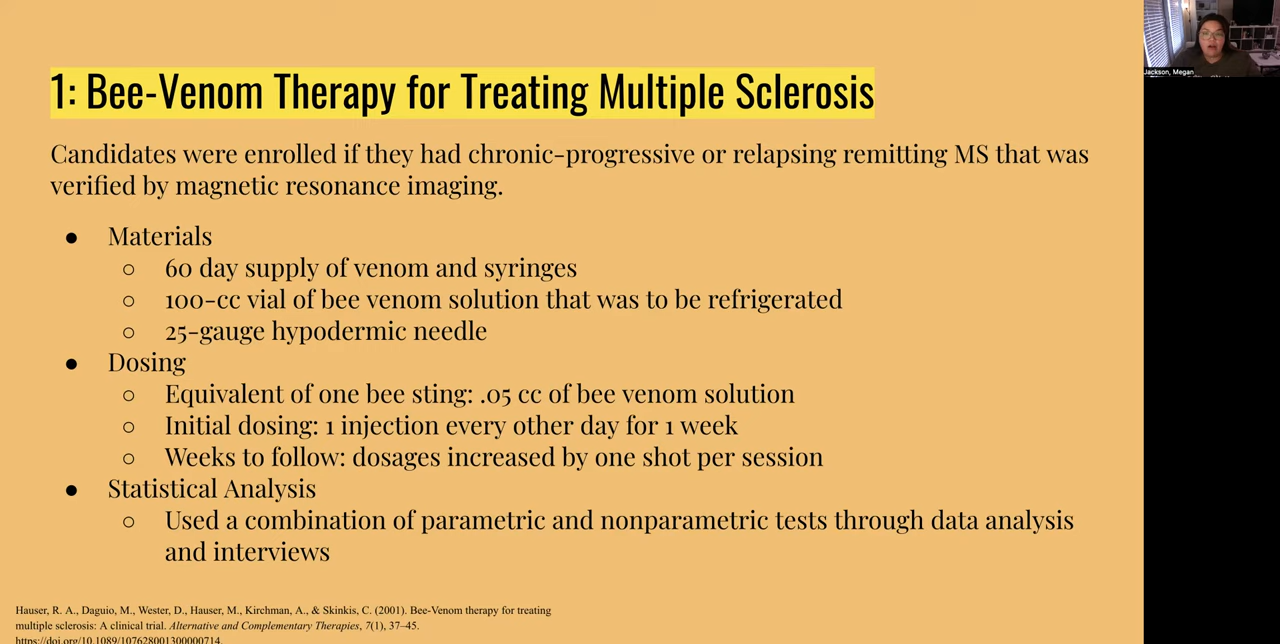 1: Bee-Venom Therapy for Treating Multiple Sclerosis
Jackson, Megan
Candidates were enrolled if they had chronic-progressive or relapsing remitting MS that was
verified by magnetic resonance imaging.
● Materials
○ 60 day supply of venom and syringes
○ 100-cc vial of bee venom solution that was to be refrigerated
○ 25-gauge hypodermic needle
● Dosing
○ Equivalent of one bee sting: .05 cc of bee venom solution
○ Initial dosing: 1 injection every other day for 1 week
○ Weeks to follow: dosages increased by one shot per session
● Statistical Analysis
○ Used a combination of parametric and nonparametric tests through data analysis
and interviews
Hauser, R. A., Daguio, M., Wester, D., Hauser, M., Kirchman, A., & Skinkis, C. (2001). Bee-Venom therapy for treating
multiple sclerosis: A clinical trial. Alternative and Complementary Therapies, 7(1), 37–45.
https://doi.org/10.1089/107628001300000714.